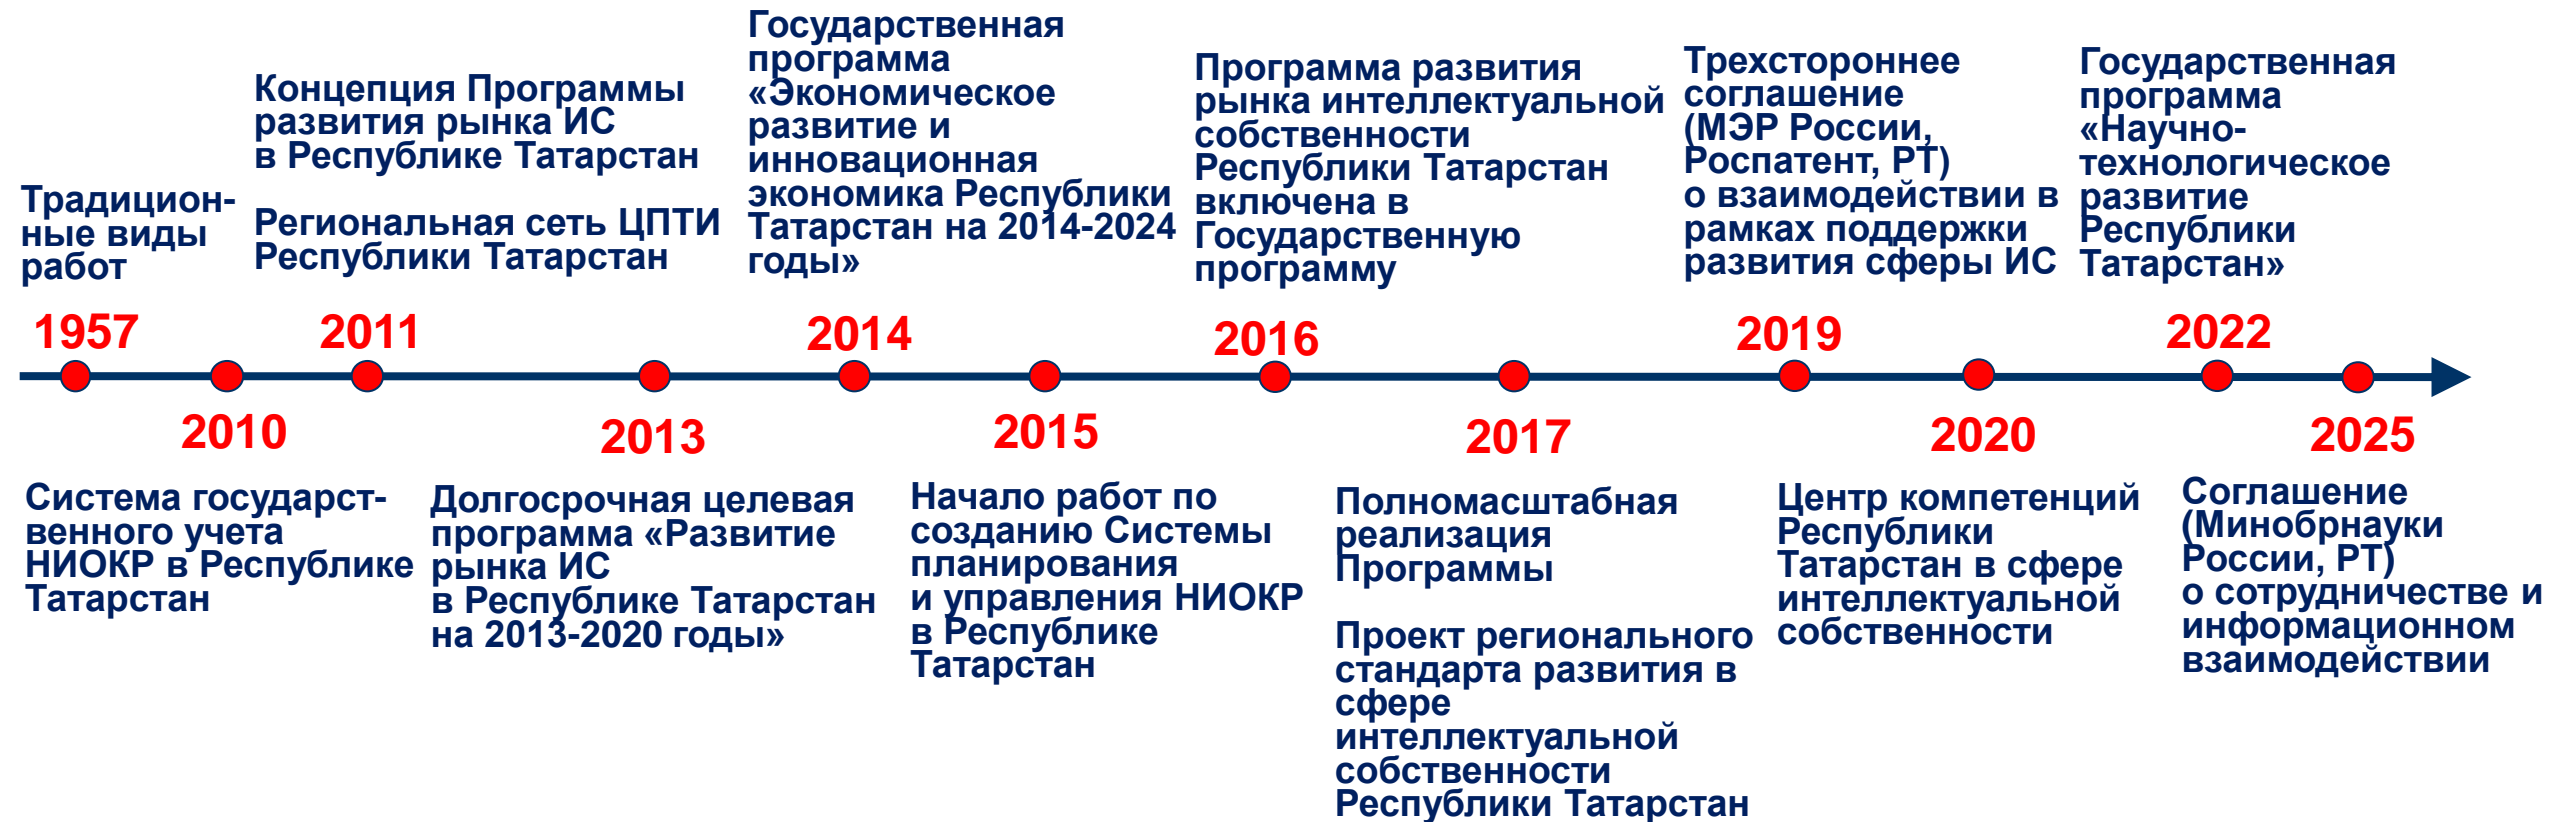 Традицион-
ные виды
работ
1957
2010
Система государст-
венного учета
НИОКР в Республике
Татарстан
Концепция Программы
развития рынка ИС
в Республике Татарстан
Региональная сеть ЦПТИ
Республики Татарстан
2011
2013
Долгосрочная целевая
программа «Развитие
рынка ИС
в Республике Татарстан
на 2013-2020 годы»
Государственная
программа
«Экономическое
развитие и
инновационная
экономика Республики
Татарстан на 2014-2024
годы»
2014
2015
Начало работ по
созданию Системы
планирования
и управления НИОКР
в Республике
Татарстан
Программа развития
рынка интеллектуальной
собственности
Республики Татарстан
включена в
Государственную
программу
2016
2017
Полномасштабная
реализация
Программы
Проект регионального
стандарта развития в
сфере
интеллектуальной
собственности
Республики Татарстан
Трехстороннее
соглашение
(МЭР России,
Роспатент, РТ)
о взаимодействии в
рамках поддержки
развития сферы ИС
2019
2020
Центр компетенций
Республики
Татарстан в сфере
интеллектуальной
собственности
Государственная
программа
«Научно-
технологическое
развитие
Республики
Татарстан»
2022
2025
Соглашение
(Минобрнауки
России, РТ)
о сотрудничестве и
информационном
взаимодействии